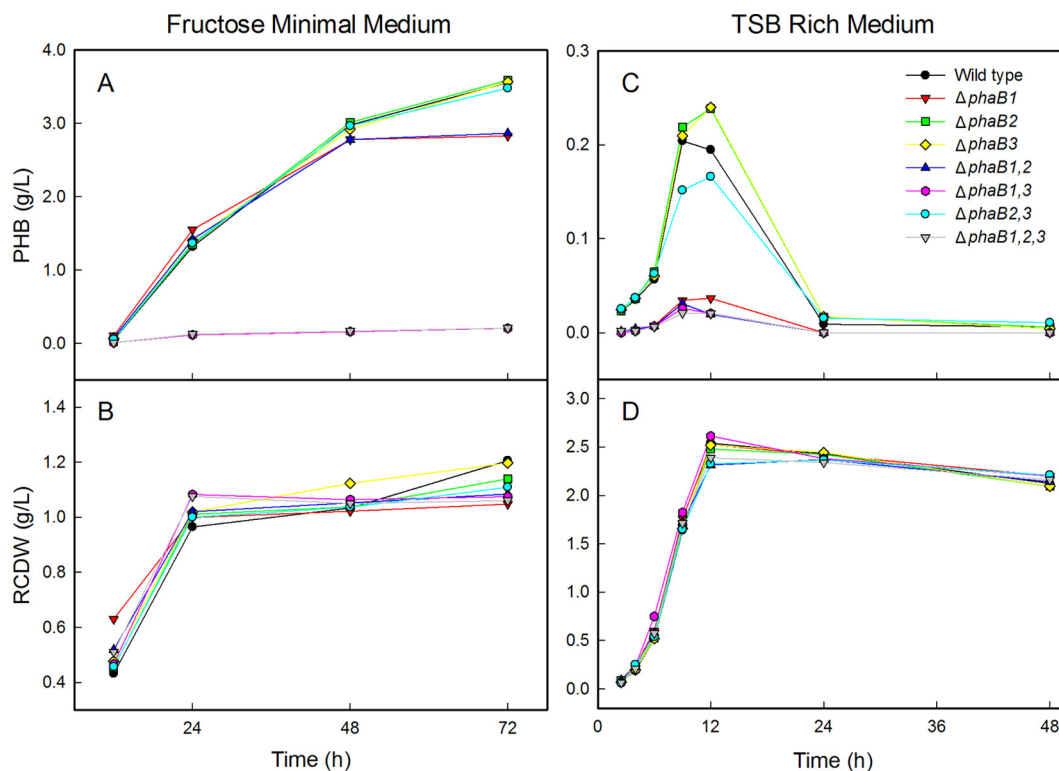 Fructose Minimal Medium
TSB Rich Medium
A
PHB (g/L)
4.0
3.0
2.0
1.0
0.0
C
0.3
0.2
0.1
0.0
Wild type
ΔphaB1
ΔphaB2
ΔphaB3
ΔphaB1,2
ΔphaB1,3
ΔphaB2,3
ΔphaB1,2,3
B
RCDW (g/L)
1.4
1.2
1.0
0.8
0.6
0.4
24 48 72
Time (h)
D
3.0
2.5
2.0
1.5
1.0
0.5
0.0
0 12 24 36 48
Time (h)